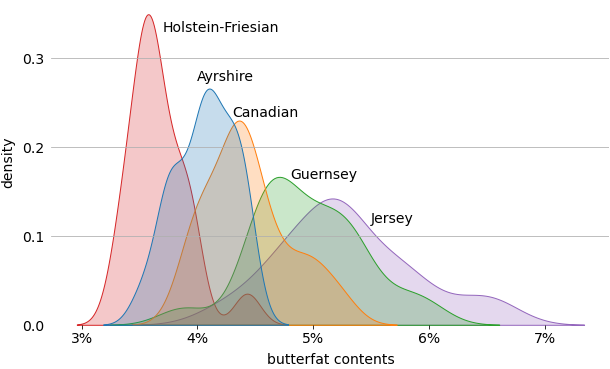 Holstein-Friesian
Ayrshire
Canadian
Guernsey
Jersey
0.3
0.2
0.1
0.0
density
3% 4% 5% 6% 7%
butterfat contents